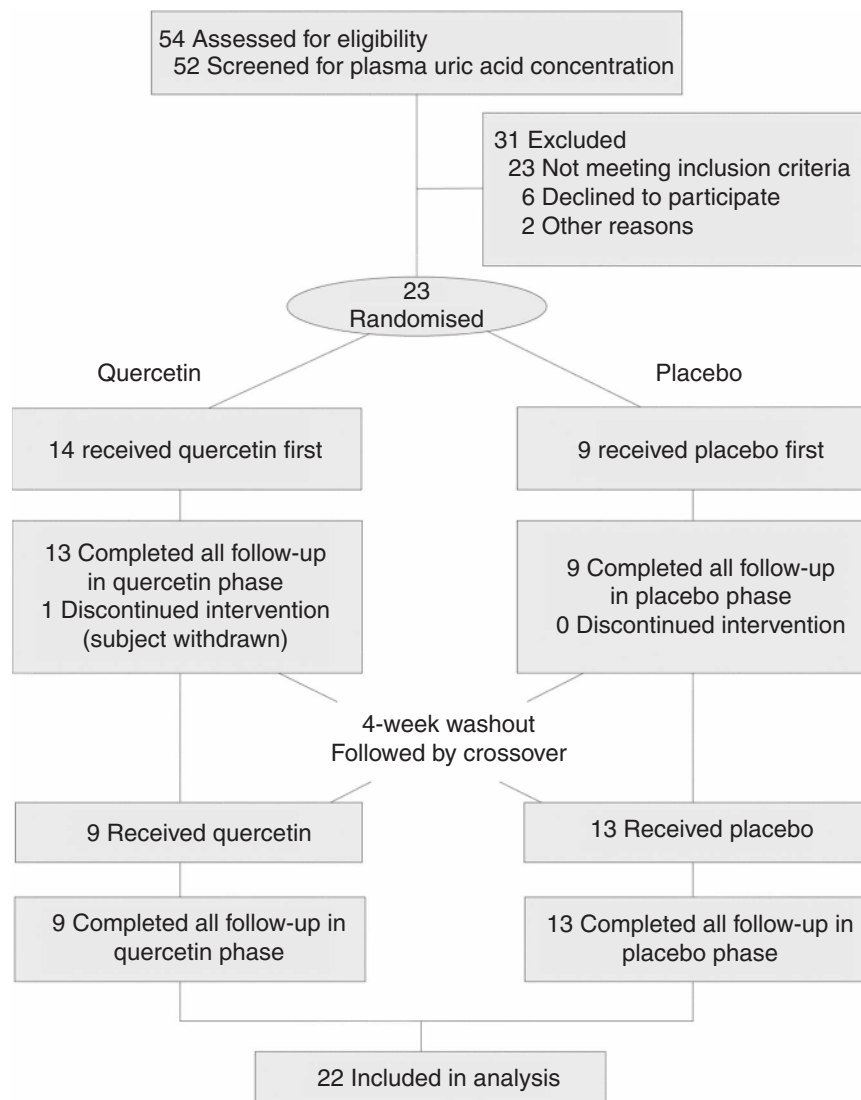 54 Assessed for eligibility
52 Screened for plasma uric acid concentration
31 Excluded
23 Not meeting inclusion criteria
6 Declined to participate
2 Other reasons
23
Randomised
Quercetin
Placebo
14 received quercetin first
9 received placebo first
13 Completed all follow-up
in quercetin phase
1 Discontinued intervention
(subject withdrawn)
9 Completed all follow-up
in placebo phase
0 Discontinued intervention
4-week washout
Followed by crossover
9 Received quercetin
13 Received placebo
9 Completed all follow-up in
quercetin phase
13 Completed all follow-up in
placebo phase
22 Included in analysis